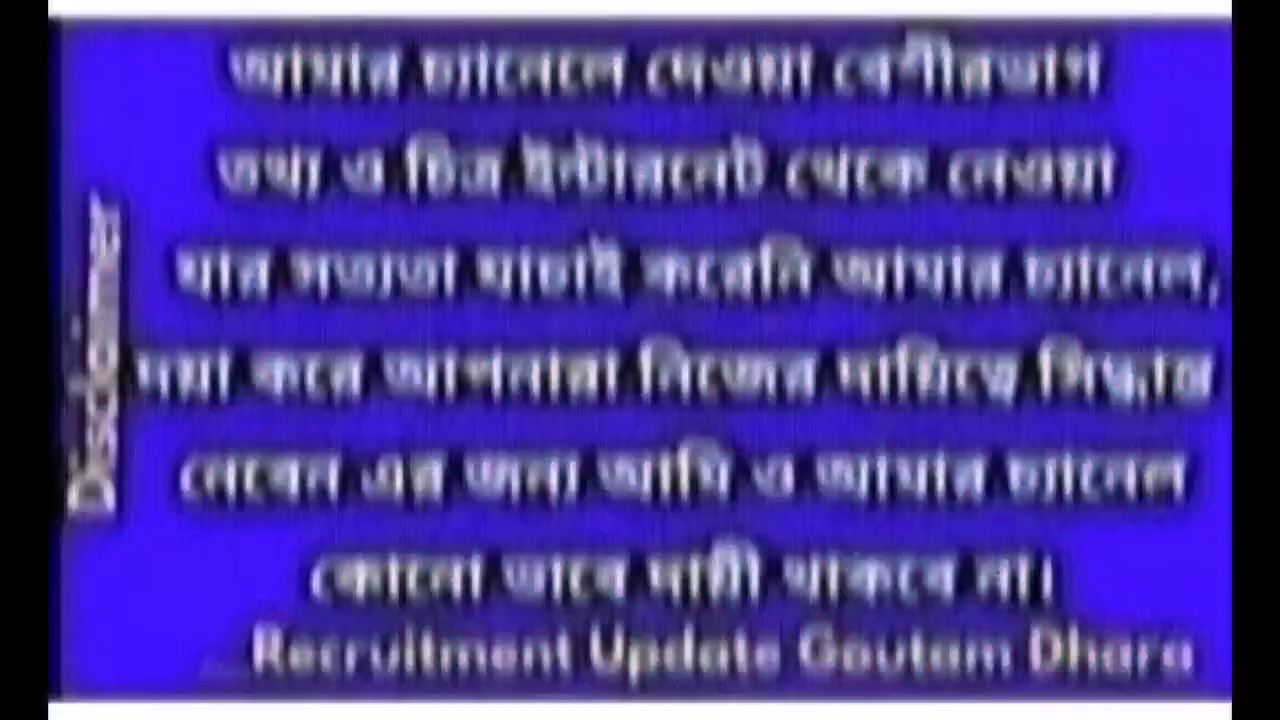 Disclaimer
আমার চ্যানেলে দেওয়া বেশীরভাগ
তথ্য ও চিত্র ইন্টারনেট থেকে নেওয়া
যার সত্যতা যাচাই করেনি আমার চ্যানেল,
দয়া করে আপনারা নিজের দায়িত্বে সিদ্ধান্ত
নেবেন এর জন্য আমি ও আমার চ্যানেল
কোনো ভাবে দায়ী থাকবে না।
Recruitment Update Goutam Dhara